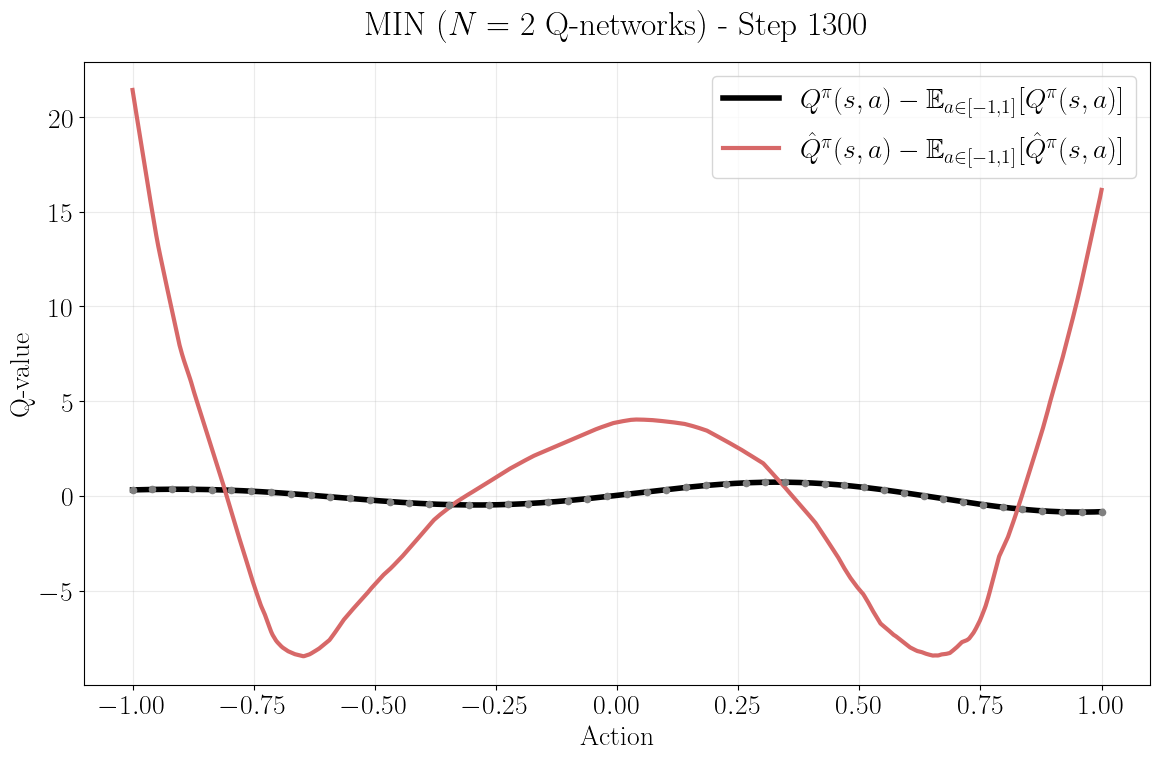 MIN (N = 2 Q-networks) - Step 1300
Q^π(s, a) − 𝔼_{a∈[−1,1]}[Q^π(s, a)]
Q̂^π(s, a) − 𝔼_{a∈[−1,1]}[Q̂^π(s, a)]
Q-value
20
15
10
5
0
−5
−1.00 −0.75 −0.50 −0.25 0.00 0.25 0.50 0.75 1.00
Action